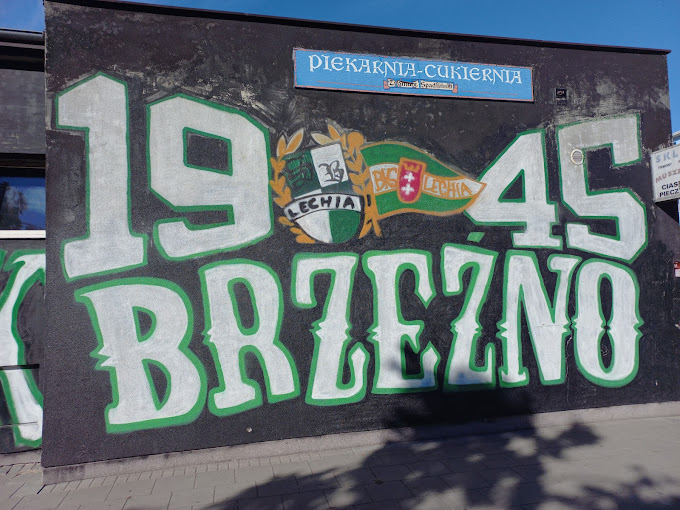 PIEKARNIA-CUKIERNIA
1945
LECHIA
BKS LECHIA
BRZEŹNO